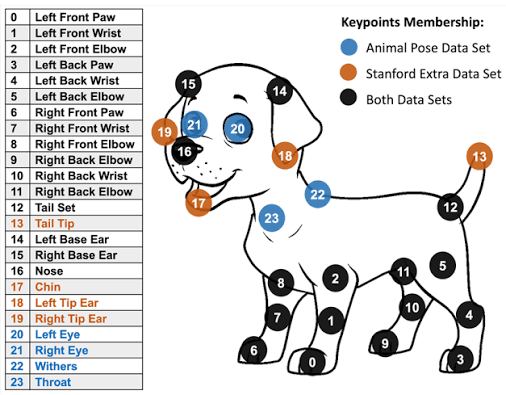 0 Left Front Paw
1 Left Front Wrist
2 Left Front Elbow
3 Left Back Paw
4 Left Back Wrist
5 Left Back Elbow
6 Right Front Paw
7 Right Front Wrist
8 Right Front Elbow
9 Right Back Elbow
10 Right Back Wrist
11 Right Back Elbow
12 Tail Set
13 Tail Tip
14 Left Base Ear
15 Right Base Ear
16 Nose
17 Chin
18 Left Tip Ear
19 Right Tip Ear
20 Left Eye
21 Right Eye
22 Withers
23 Throat
Keypoints Membership:
Animal Pose Data Set
Stanford Extra Data Set
Both Data Sets
15
14
21
20
19
16
18
13
17
22
12
23
5
11
8
2
10
7
1
4
9
6
0
3